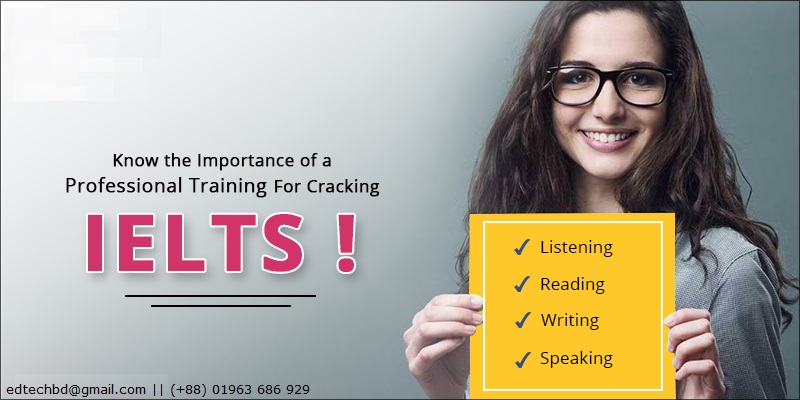 Know the Importance of a
Professional Training For Cracking
IELTS !
✓ Listening
✓ Reading
✓ Writing
✓ Speaking
edtechbd@gmail.com || (+88) 01963 686 929